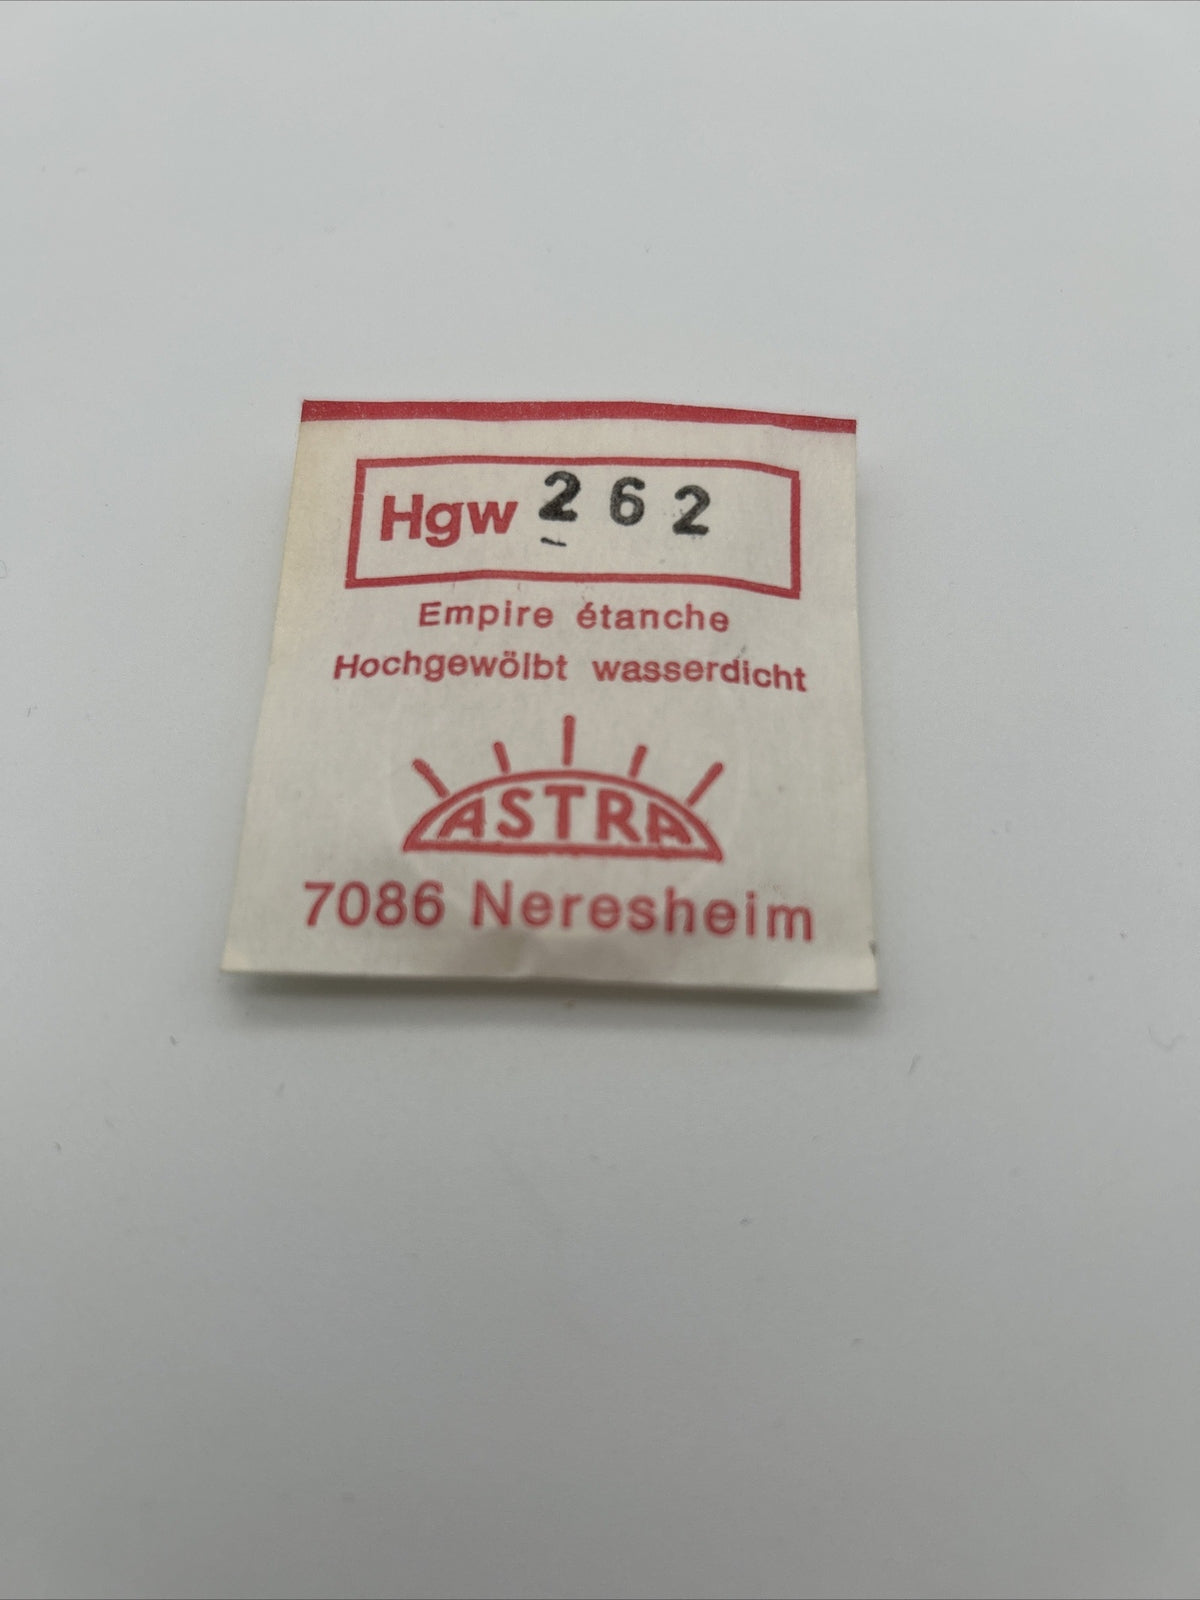 Hgw 262
Empire étanche
Hochgewölbt wasserdicht
ASTRA
7086 Neresheim